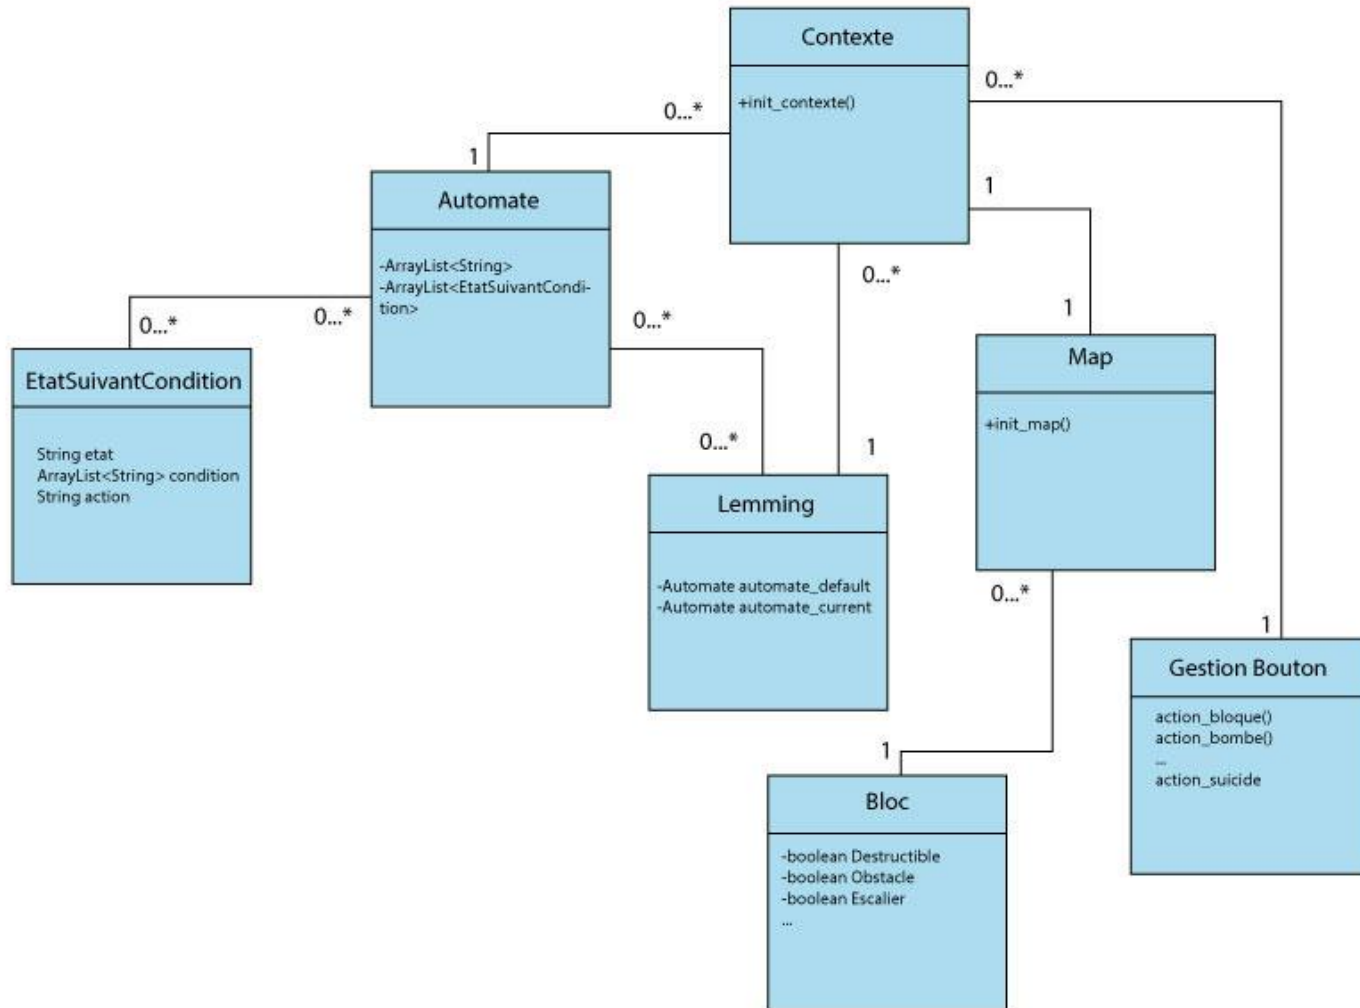 Contexte
+init_contexte()
0...*
0...*
1
1
Automate
-ArrayList<String>
-ArrayList<EtatSuivantCondi-
tion>
0...*
1
0...*
0...*
0...*
Map
+init_map()
EtatSuivantCondition
String etat
ArrayList<String> condition
String action
0...*
1
Lemming
-Automate automate_default
-Automate automate_current
0...*
1
Gestion Bouton
action_bloque()
action_bombe()
...
action_suicide
1
Bloc
-boolean Destructible
-boolean Obstacle
-boolean Escalier
...